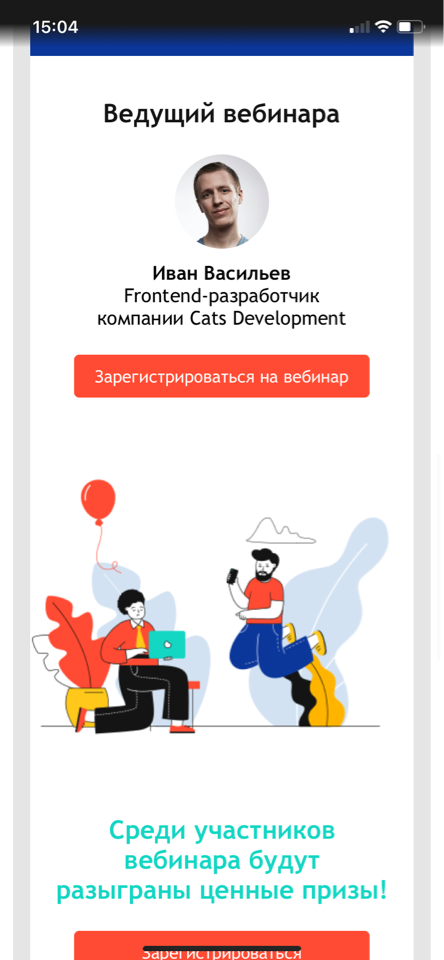 15:04
Ведущий вебинара
Иван Васильев
Frontend-разработчик
компании Cats Development
Зарегистрироваться на вебинар
Среди участников
вебинара будут
разыграны ценные призы!
Зарегистрироваться